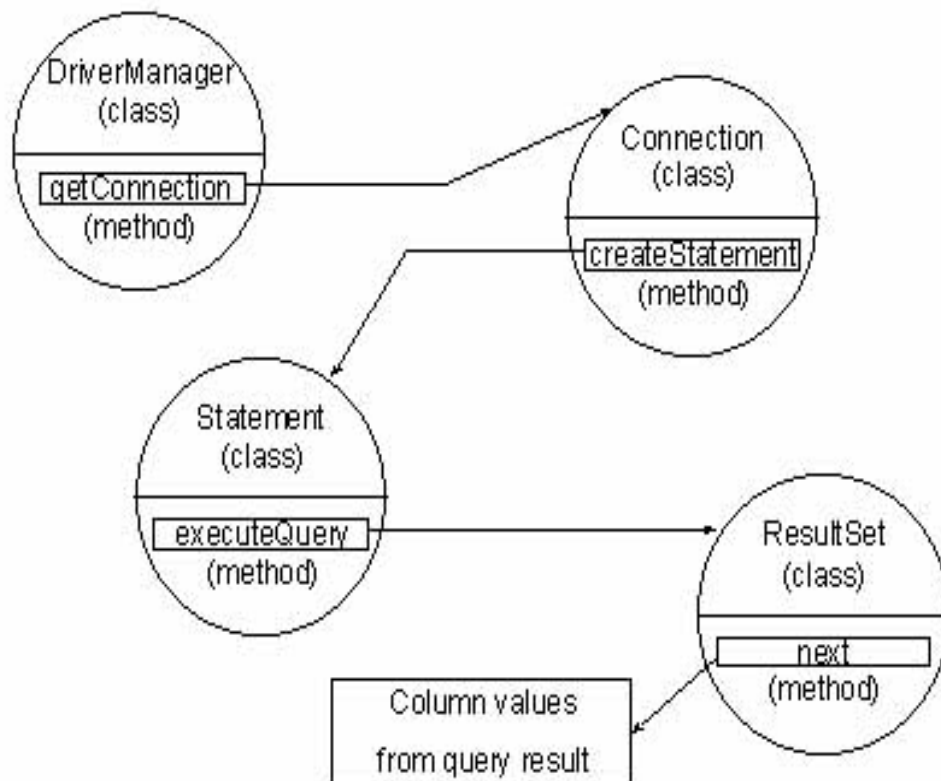 DriverManager
(class)
getConnection
(method)
Connection
(class)
createStatement
(method)
Statement
(class)
executeQuery
(method)
ResultSet
(class)
next
(method)
Column values
from query result